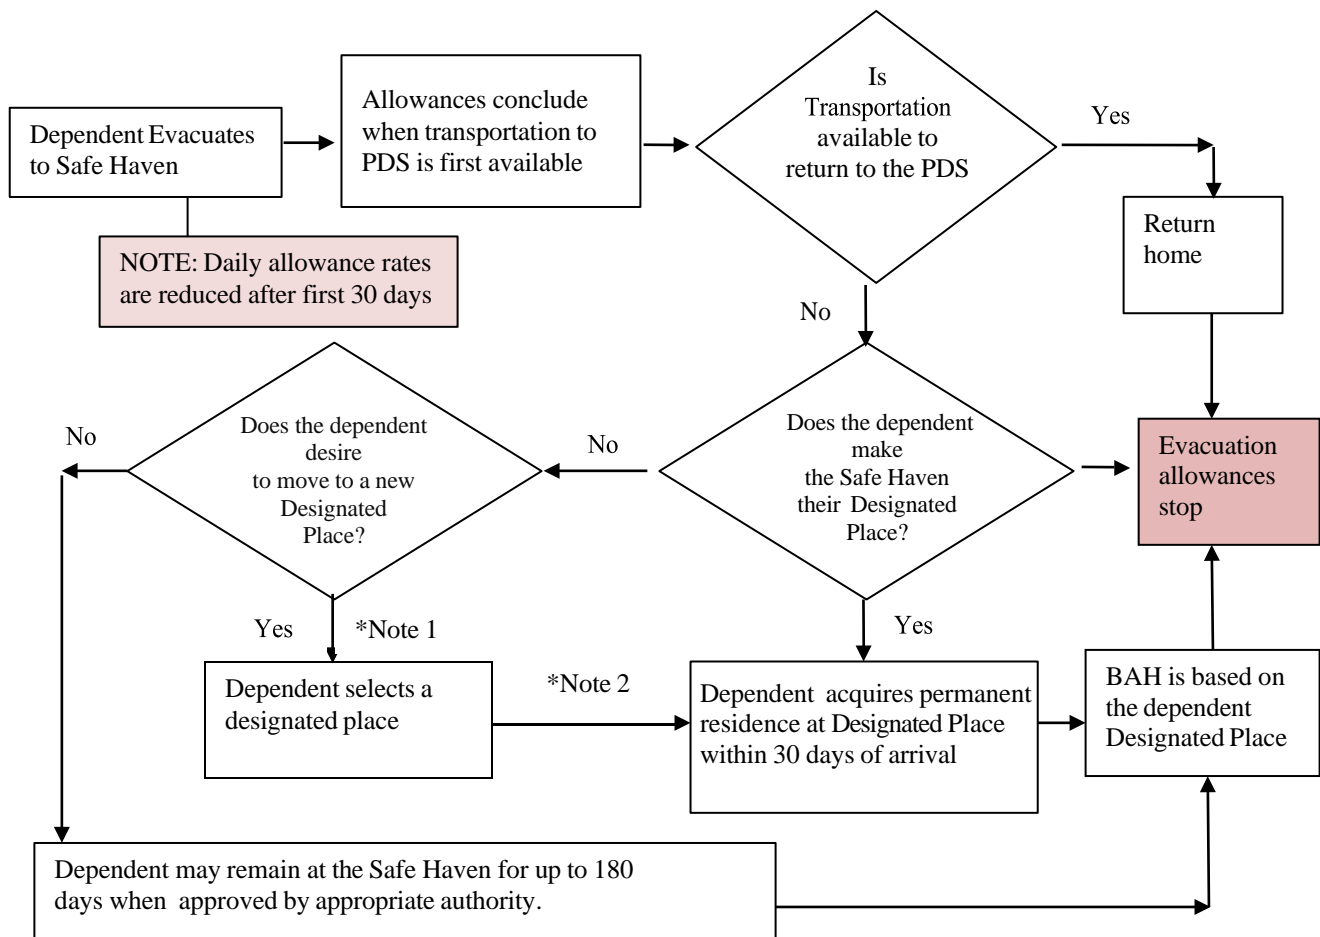 Dependent Evacuates
to Safe Haven
Allowances conclude
when transportation to
PDS is first available
Is
Transportation
available to
return to the PDS
Yes
Return
home
NOTE: Daily allowance rates
are reduced after first 30 days
No
No
Does the dependent
desire
to move to a new
Designated
Place?
No
Does the dependent
make
the Safe Haven
their Designated
Place?
Evacuation
allowances
stop
Yes
*Note 1
Yes
Dependent selects a
designated place
*Note 2
Dependent acquires permanent
residence at Designated Place
within 30 days of arrival
BAH is based on
the dependent
Designated Place
Dependent may remain at the Safe Haven for up to 180
days when approved by appropriate authority.